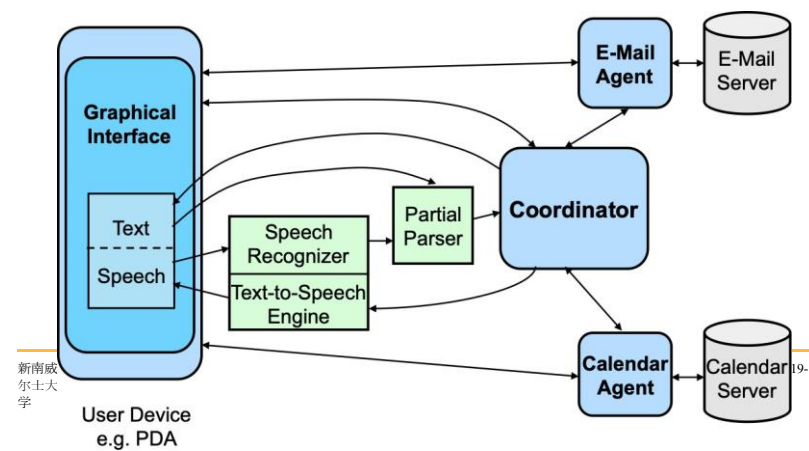 E-Mail
Agent
E-Mail
Server
Graphical
Interface
Text
Speech
Speech
Recognizer
Text-to-Speech
Engine
Partial
Parser
Coordinator
Calendar
Agent
Calendar
Server
新南威
尔士大
学
19-
User Device
e.g. PDA